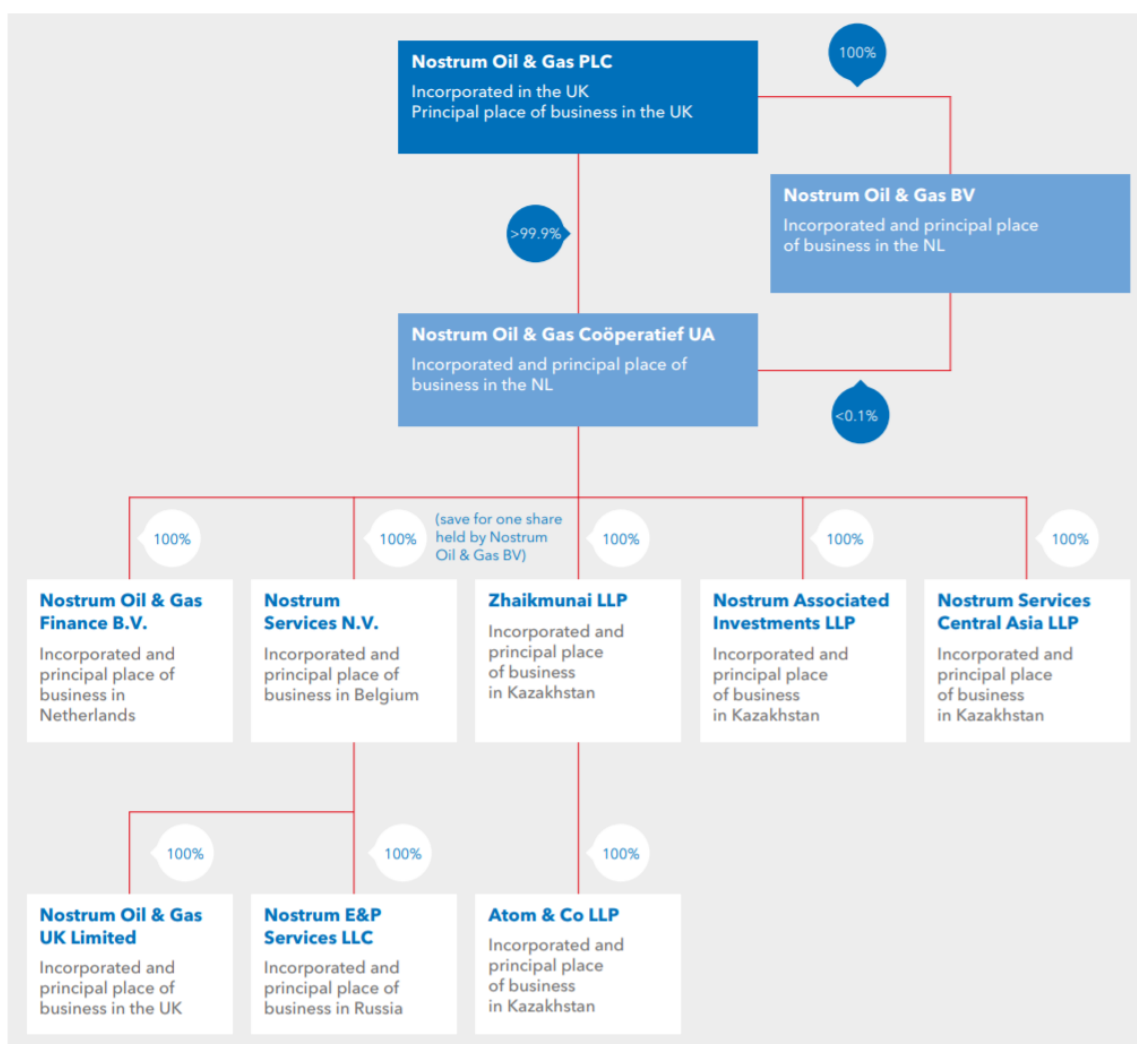 Nostrum Oil & Gas PLC
Incorporated in the UK
Principal place of business in the UK
100%
Nostrum Oil & Gas BV
Incorporated and principal place
of business in the NL
>99.9%
Nostrum Oil & Gas Coöperatief UA
Incorporated and principal place of
business in the NL
<0.1%
100%
Nostrum Oil & Gas
Finance B.V.
Incorporated and
principal place of
business in
Netherlands
100%
(save for one share
held by Nostrum
Oil & Gas BV)
Nostrum
Services N.V.
Incorporated and
principal place of
business in Belgium
100%
Zhaikmunai LLP
Incorporated and
principal place
of business
in Kazakhstan
100%
Nostrum Associated
Investments LLP
Incorporated and
principal place
of business
in Kazakhstan
100%
Nostrum Services
Central Asia LLP
Incorporated and
principal place
of business
in Kazakhstan
100%
Nostrum Oil & Gas
UK Limited
Incorporated and
principal place of
business in the UK
100%
Nostrum E&P
Services LLC
Incorporated and
principal place of
business in Russia
100%
Atom & Co LLP
Incorporated and
principal place
of business
in Kazakhstan